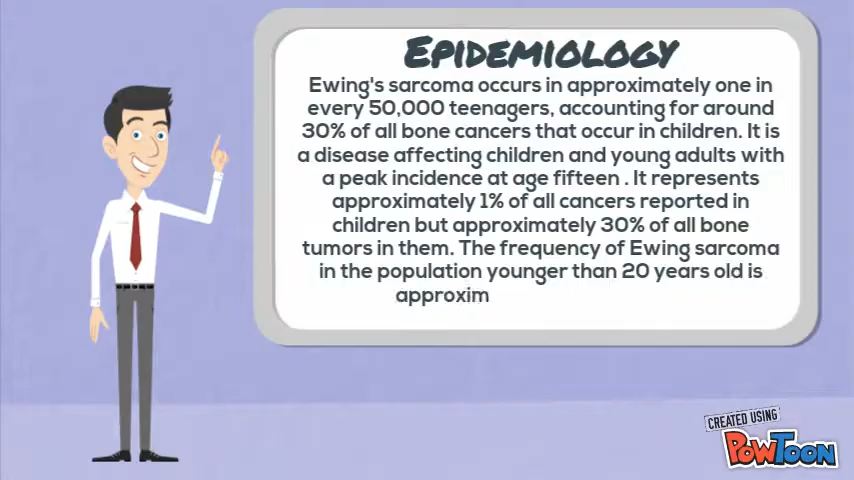 EPIDEMIOLOGY
Ewing's sarcoma occurs in approximately one in
every 50,000 teenagers, accounting for around
30% of all bone cancers that occur in children. It is
a disease affecting children and young adults with
a peak incidence at age fifteen . It represents
approximately 1% of all cancers reported in
children but approximately 30% of all bone
tumors in them. The frequency of Ewing sarcoma
in the population younger than 20 years old is
approxim
CREATED USING
POWTOON